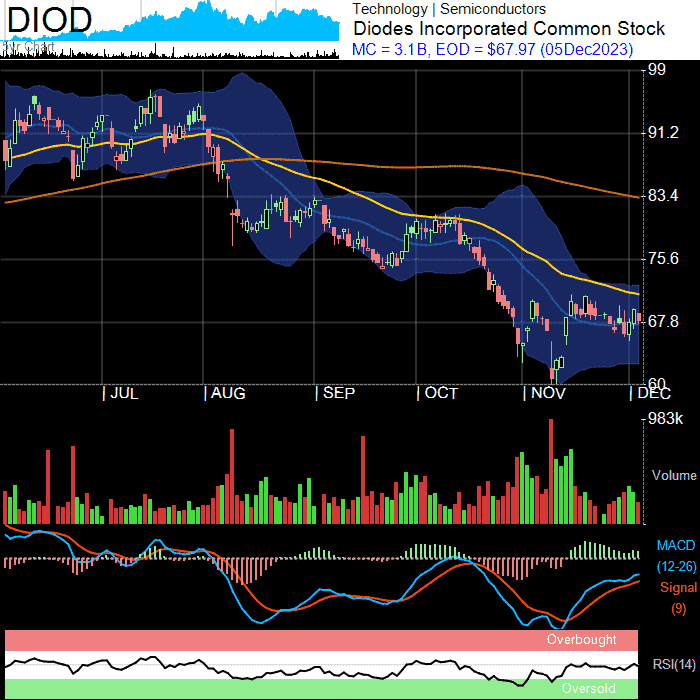 DIOD
Technology | Semiconductors
Diodes Incorporated Common Stock
MC = 3.1B, EOD = $67.97 (05Dec2023)
3yr Chart
99
91.2
83.4
75.6
67.8
60
| JUL | AUG | SEP | OCT | NOV | DEC
983k
Volume
MACD
(12-26)
Signal
(9)
Overbought
RSI(14)
Oversold